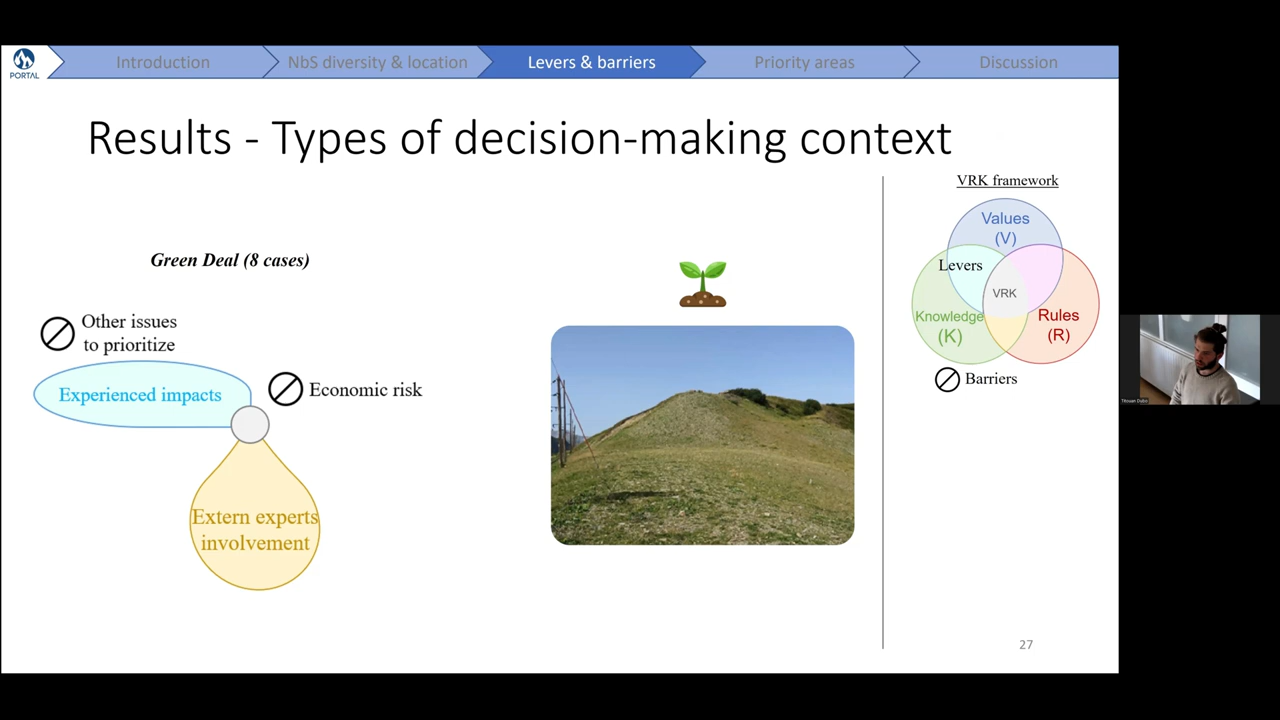 PORTAL
Introduction
NbS diversity & location
Levers & barriers
Priority areas
Discussion
Results - Types of decision-making context
Green Deal (8 cases)
Other issues
to prioritize
Experienced impacts
Economic risk
Extern experts
involvement
VRK framework
Values
(V)
Levers
VRK
Knowledge
(K)
Rules
(R)
Barriers
27